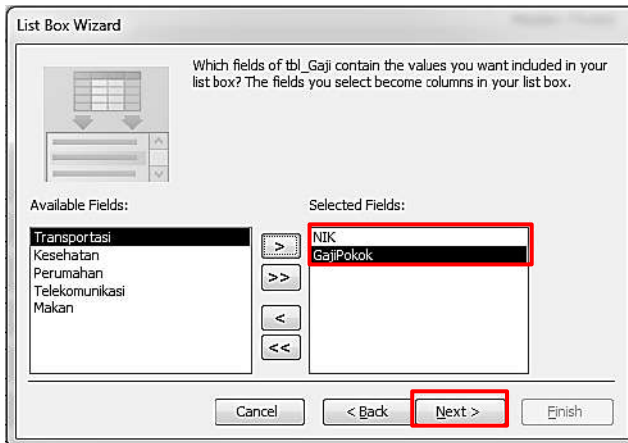 List Box Wizard
Which fields of tbl_Gaji contain the values you want included in your
list box? The fields you select become columns in your list box.
Available Fields:
Selected Fields:
Transportasi
Kesehatan
Perumahan
Telekomunikasi
Makan
>
>>
<
<<
NIK
GajiPokok
Cancel
< Back
Next >
Finish